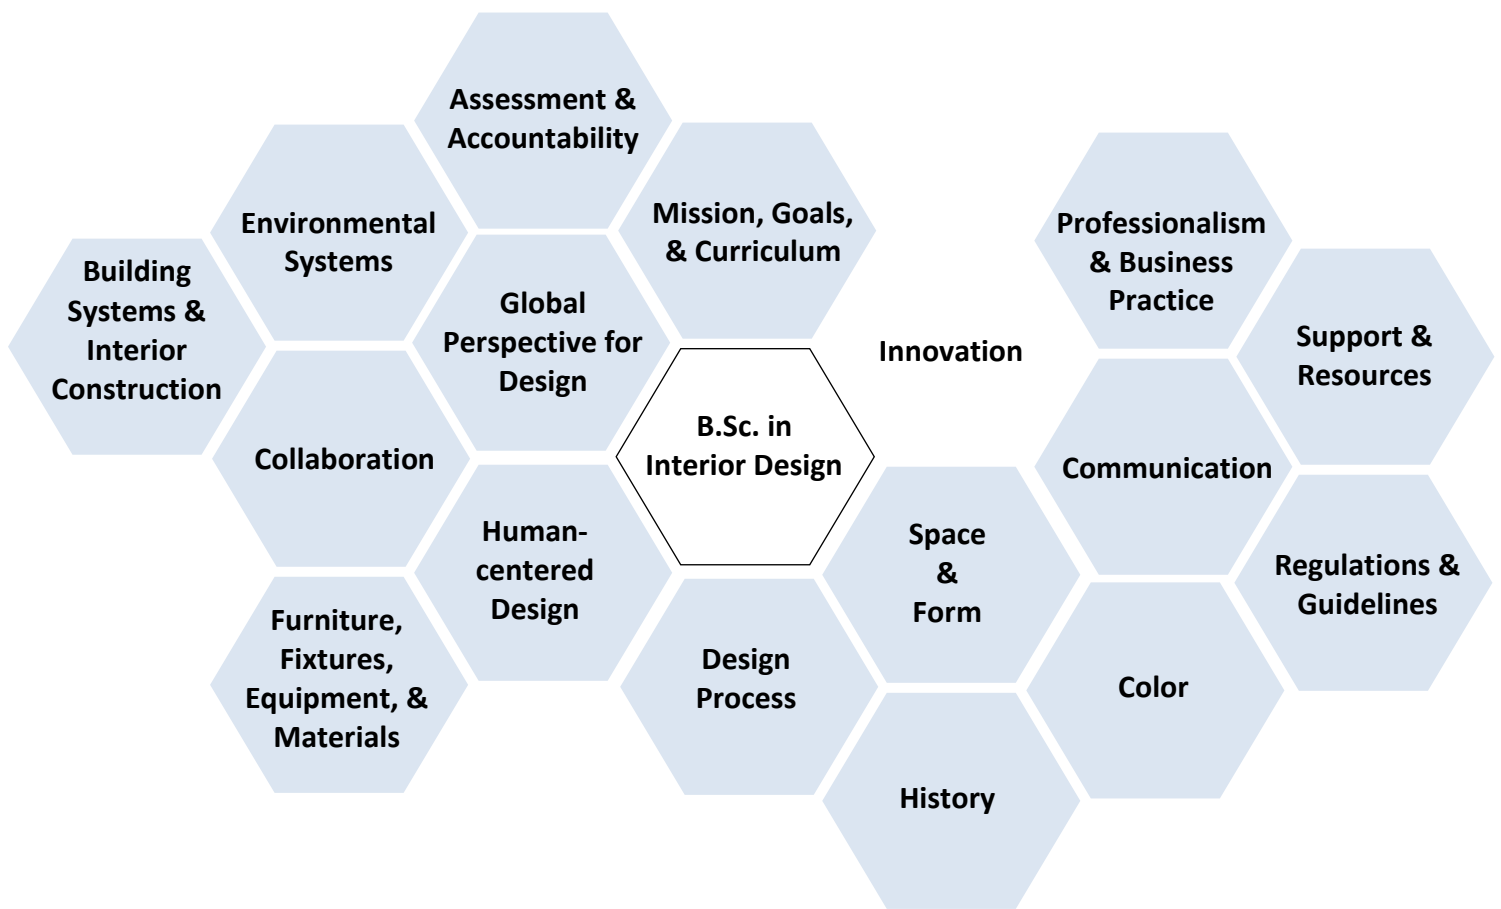 Assessment &
Accountability
Environmental
Systems
Mission, Goals,
& Curriculum
Professionalism
& Business
Practice
Building
Systems &
Interior
Construction
Global
Perspective for
Design
Innovation
Support &
Resources
Collaboration
B.Sc. in
Interior Design
Communication
Human-
centered
Design
Space
&
Form
Regulations &
Guidelines
Furniture,
Fixtures,
Equipment, &
Materials
Design
Process
Color
History